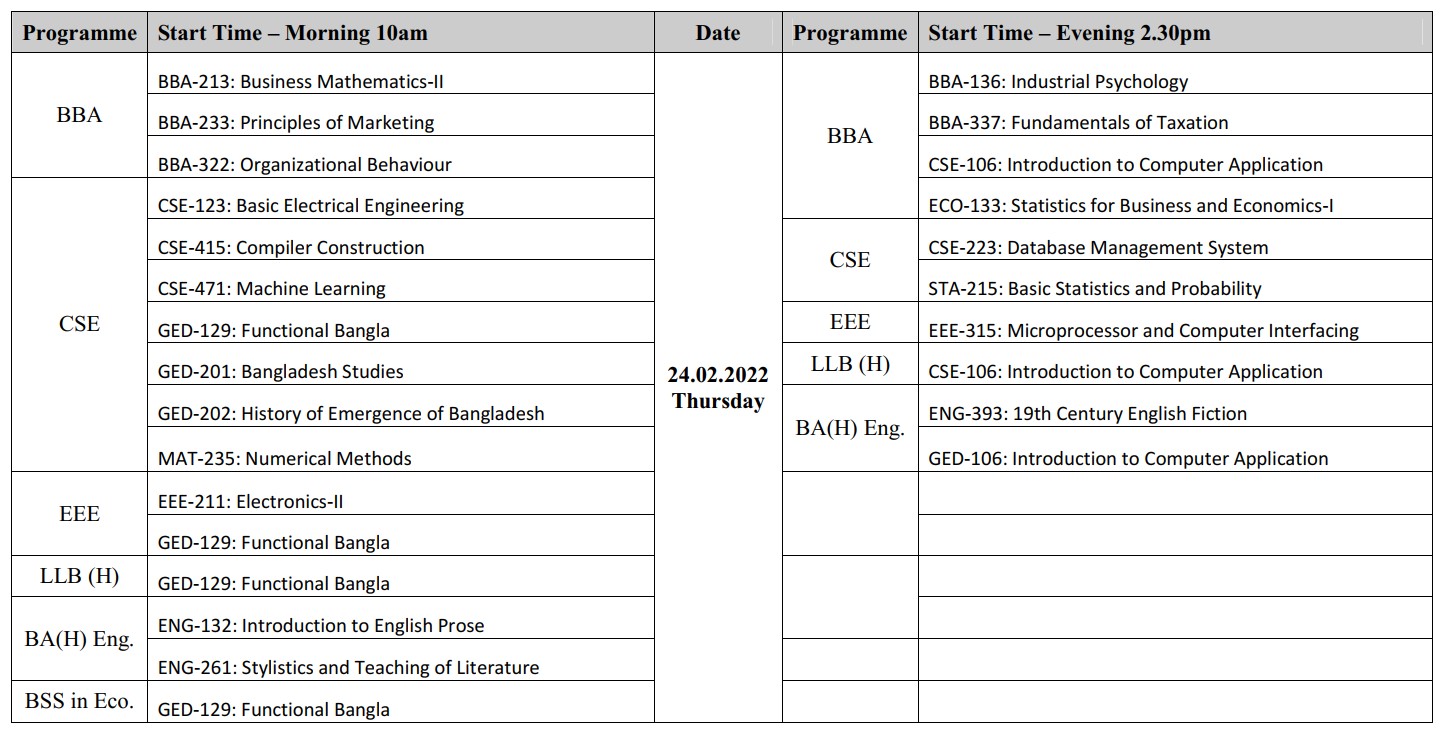 Programme Start Time – Morning 10am Date Programme Start Time – Evening 2.30pm
BBA
BBA-213: Business Mathematics-II
BBA-233: Principles of Marketing
BBA-322: Organizational Behaviour
CSE
CSE-123: Basic Electrical Engineering
CSE-415: Compiler Construction
CSE-471: Machine Learning
GED-129: Functional Bangla
GED-201: Bangladesh Studies
GED-202: History of Emergence of Bangladesh
MAT-235: Numerical Methods
EEE
EEE-211: Electronics-II
GED-129: Functional Bangla
LLB (H)
GED-129: Functional Bangla
BA(H) Eng.
ENG-132: Introduction to English Prose
ENG-261: Stylistics and Teaching of Literature
BSS in Eco.
GED-129: Functional Bangla
24.02.2022
Thursday
BBA
BBA-136: Industrial Psychology
BBA-337: Fundamentals of Taxation
CSE-106: Introduction to Computer Application
ECO-133: Statistics for Business and Economics-I
CSE
CSE-223: Database Management System
STA-215: Basic Statistics and Probability
EEE
EEE-315: Microprocessor and Computer Interfacing
LLB (H)
CSE-106: Introduction to Computer Application
BA(H) Eng.
ENG-393: 19th Century English Fiction
GED-106: Introduction to Computer Application